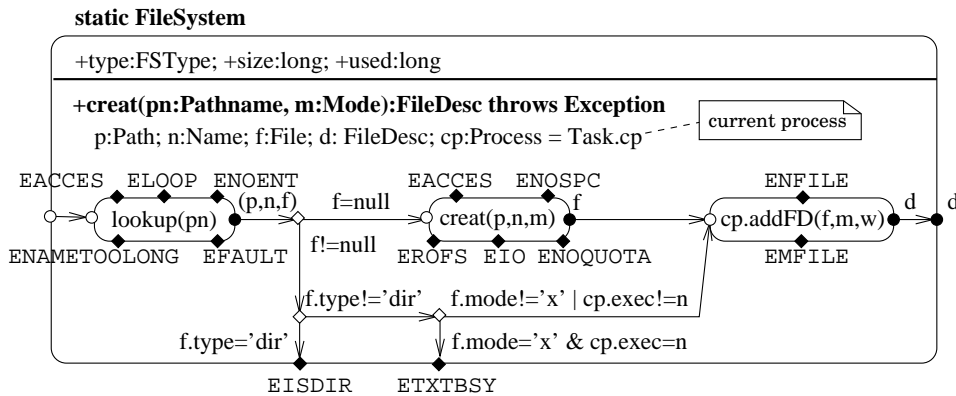 static FileSystem
+type:FSType; +size:long; +used:long
+creat(pn:Pathname, m:Mode):FileDesc throws Exception
p:Path; n:Name; f:File; d: FileDesc; cp:Process = Task.cp
current process
EACCES ELOOP ENOENT
EACCES ENOSPC
ENFILE
lookup(pn)
(p,n,f)
f=null
creat(p,n,m)
f
cp.addFD(f,m,w)
d
d
f!=null
ENAMETOOLONG EFAULT
EROFS EIO ENOQUOTA
EMFILE
f.type!='dir'
f.mode!='x' | cp.exec!=n
f.type='dir'
f.mode='x' & cp.exec=n
EISDIR
ETXTBSY